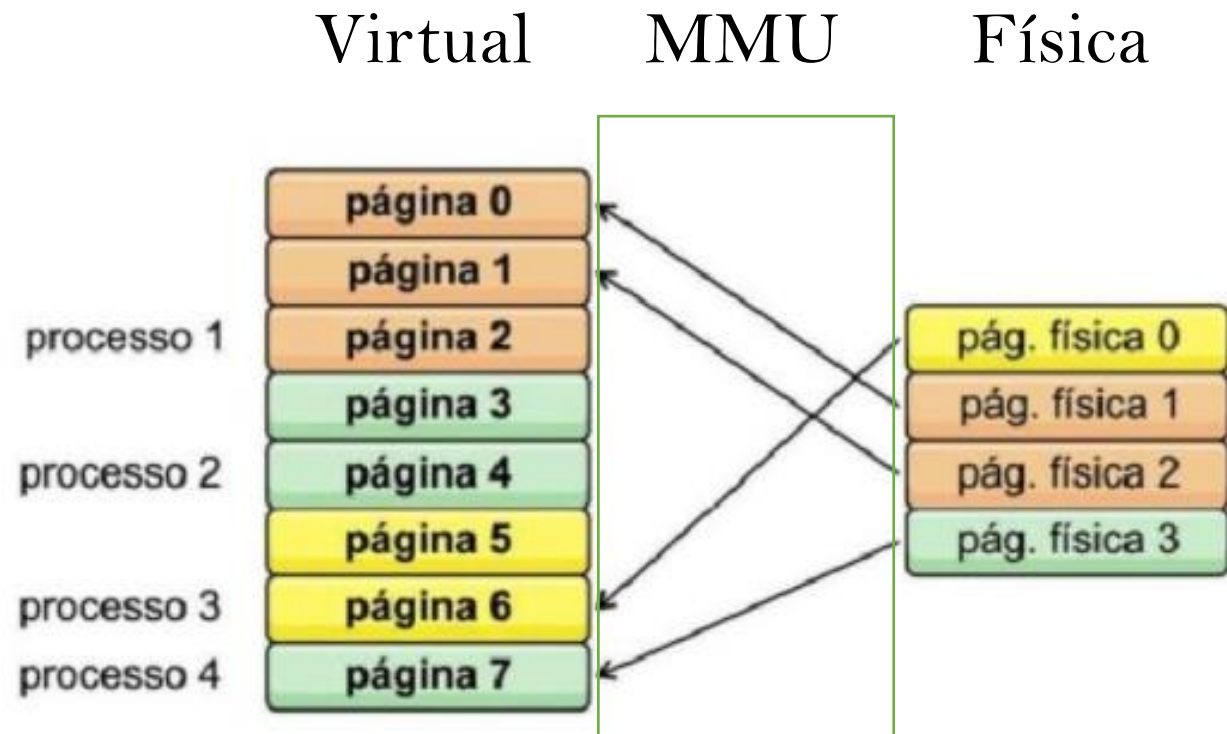 Virtual MMU Física
página 0
página 1
processo 1 página 2 pág. física 0
página 3 pág. física 1
processo 2 página 4 pág. física 2
página 5 pág. física 3
processo 3 página 6
processo 4 página 7